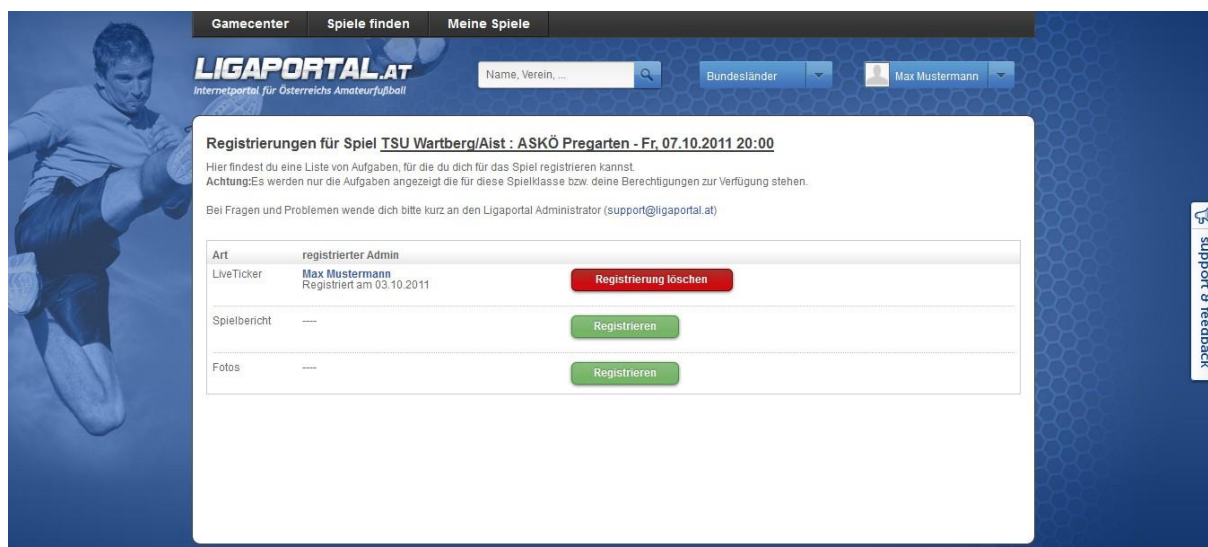 Gamecenter Spiele finden Meine Spiele
LIGAPORTAL.AT
Internetportal für Österreichs Amateurfußball
Name, Verein, ...
Bundesländer
Max Mustermann
Registrierungen für Spiel TSU Wartberg/Aist : ASKÖ Pregarten - Fr, 07.10.2011 20:00
Hier findest du eine Liste von Aufgaben, für die du dich für das Spiel registrieren kannst.
Achtung:Es werden nur die Aufgaben angezeigt die für diese Spielklasse bzw. deine Berechtigungen zur Verfügung stehen.
Bei Fragen und Problemen wende dich bitte kurz an den Ligaportal Administrator (support@ligaportal.at)
Art registrierter Admin
LiveTicker Max Mustermann Registrierung löschen
Registriert am 03.10.2011
Spielbericht ---- Registrieren
Fotos ---- Registrieren
support & feedback